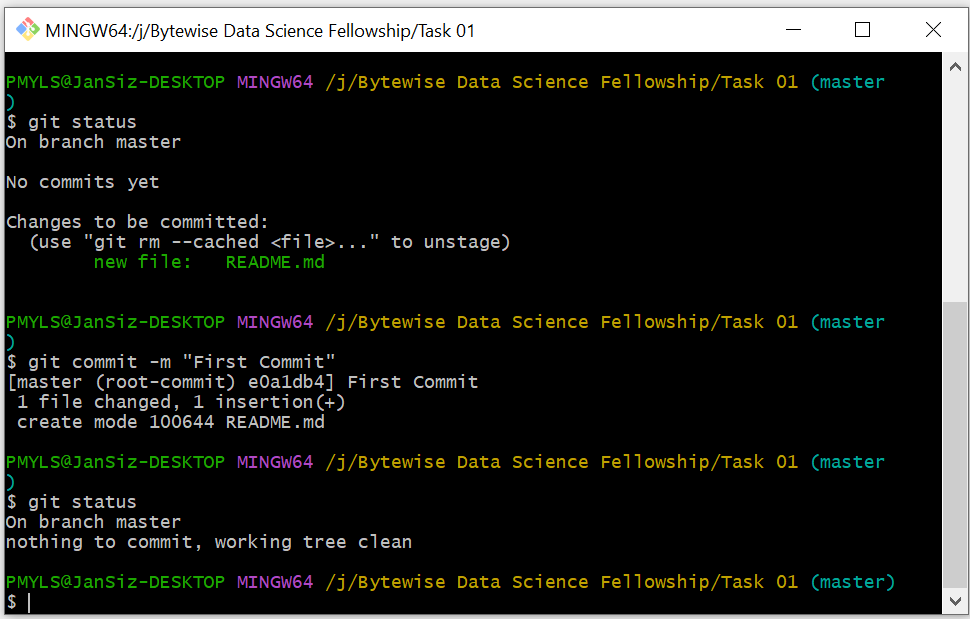 MINGW64:/j/Bytewise Data Science Fellowship/Task 01
PMYLS@JanSiz-DESKTOP MINGW64 /j/Bytewise Data Science Fellowship/Task 01 (master
)
$ git status
On branch master
No commits yet
Changes to be committed:
  (use "git rm --cached <file>..." to unstage)
        new file:   README.md
PMYLS@JanSiz-DESKTOP MINGW64 /j/Bytewise Data Science Fellowship/Task 01 (master
)
$ git commit -m "First Commit"
[master (root-commit) e0a1db4] First Commit
 1 file changed, 1 insertion(+)
 create mode 100644 README.md
PMYLS@JanSiz-DESKTOP MINGW64 /j/Bytewise Data Science Fellowship/Task 01 (master
)
$ git status
On branch master
nothing to commit, working tree clean
PMYLS@JanSiz-DESKTOP MINGW64 /j/Bytewise Data Science Fellowship/Task 01 (master)
$